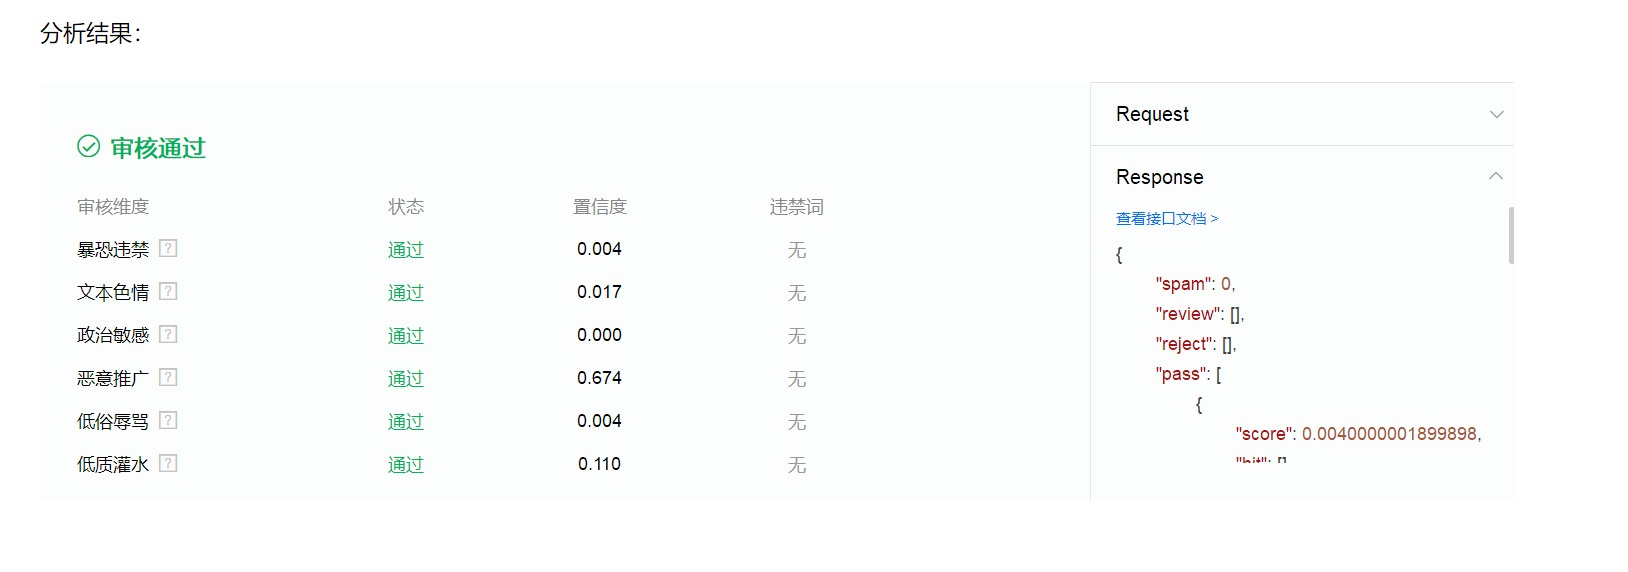 分析结果：
审核通过
审核维度 状态 置信度 违禁词
暴恐违禁 ? 通过 0.004 无
文本色情 ? 通过 0.017 无
政治敏感 ? 通过 0.000 无
恶意推广 ? 通过 0.674 无
低俗辱骂 ? 通过 0.004 无
低质灌水 ? 通过 0.110 无
Request
Response
查看接口文档 >
{
"spam": 0,
"review": [],
"reject": [],
"pass": [
{
"score": 0.0040000001899898,